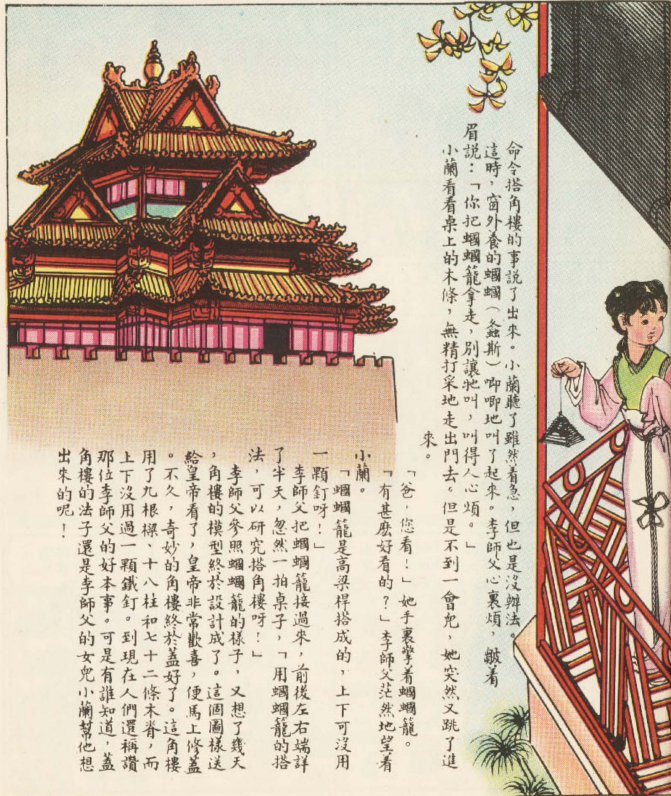 命令搭角樓的事説了出來。小蘭聽了雖然着急，但也是沒辦法。
這時，窗外養的蟈蟈（螽斯）唧唧地叫了起來。李師父心裏煩，皺着
眉説：「你把蟈蟈籠拿走，別讓牠叫，叫得人心煩。」
小蘭看看桌上的木條，無精打采地走出門去。但是不到一會兒，她突然又跳了進
來。
「爸，您看！」她手裏擎着蟈蟈籠。
「有甚麽好看的？」李師父茫然地望着
小蘭。
「蟈蟈籠是高梁桿搭成的，上下可沒用
一顆釘呀！」
李師父把蟈蟈籠接過來，前後左右端詳
了半天，忽然一拍桌子，「用蟈蟈籠的搭
法，可以研究搭角樓呀！」
李師父參照蟈蟈籠的樣子，又想了幾天
，角樓的模型終於設計成了。這個圖樣送
給皇帝看了，皇帝非常歡喜，便馬上修蓋
。不久，奇妙的角樓終於蓋好了。這角樓
用了九根樑、十八柱和七十二條木脊，而
上下沒用過一顆鐵釘。到現在人們還稱讚
那位李師父的好本事。可是有誰知道，蓋
角樓的法子還是李師父的女兒小蘭幫他想
出來的呢！